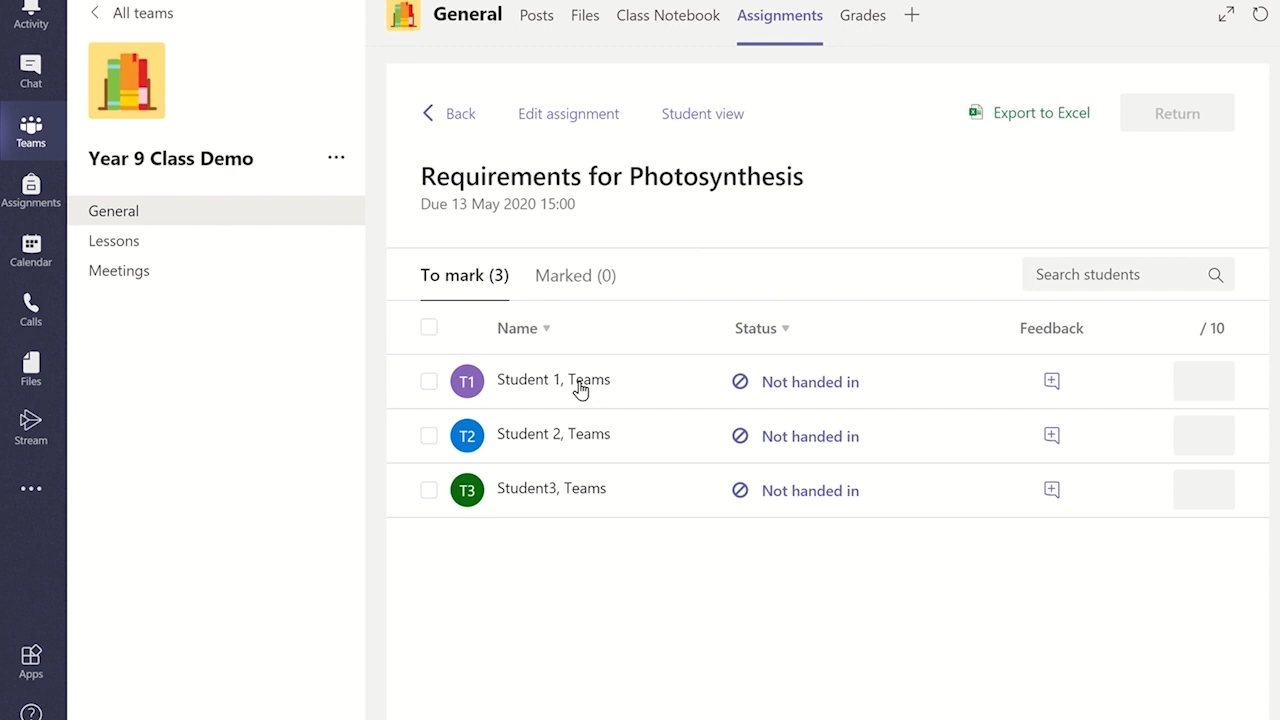 Activity
Chat
Teams
Assignments
Calendar
Calls
Files
Stream
Apps
All teams
Year 9 Class Demo
General
Lessons
Meetings
General Posts Files Class Notebook Assignments Grades
Back Edit assignment Student view Export to Excel Return
Requirements for Photosynthesis
Due 13 May 2020 15:00
To mark (3) Marked (0) Search students
Name Status Feedback / 10
T1 Student 1, Teams Not handed in
T2 Student 2, Teams Not handed in
T3 Student3, Teams Not handed in